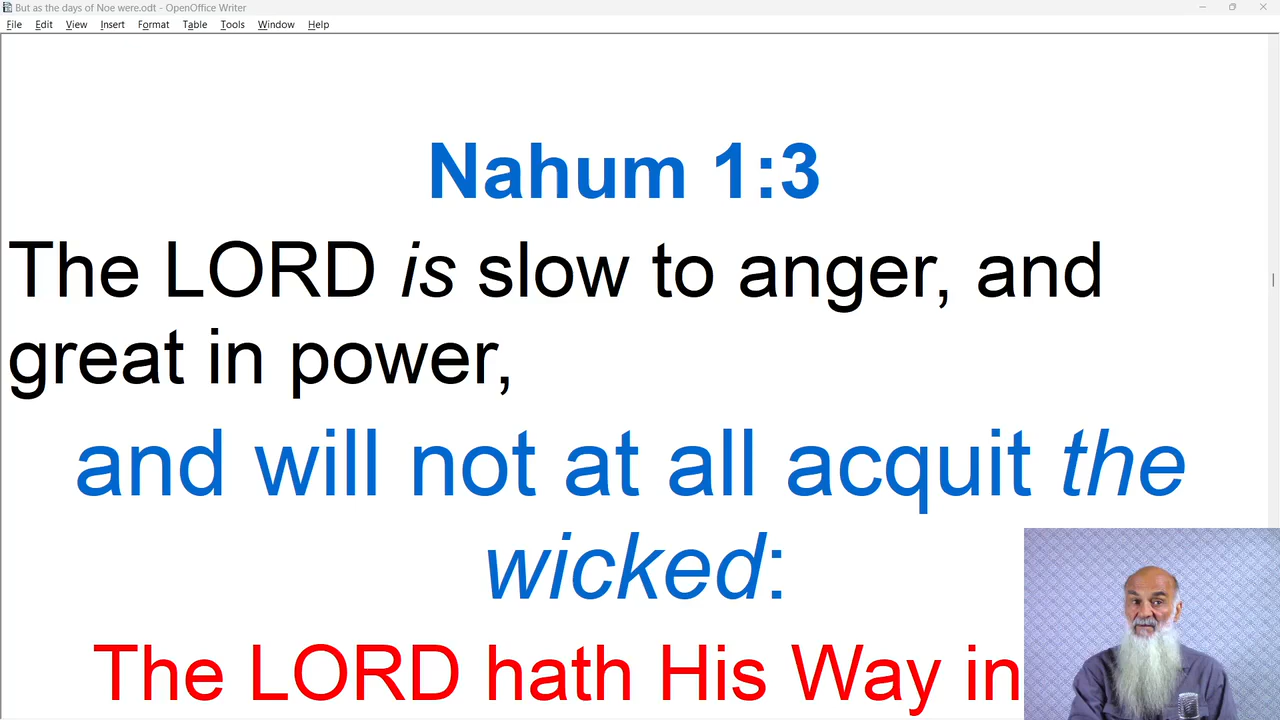 But as the days of Noe were.odt - OpenOffice Writer
File Edit View Insert Format Table Tools Window Help
Nahum 1:3
The LORD is slow to anger, and
great in power,
and will not at all acquit the
wicked:
The LORD hath His Way in